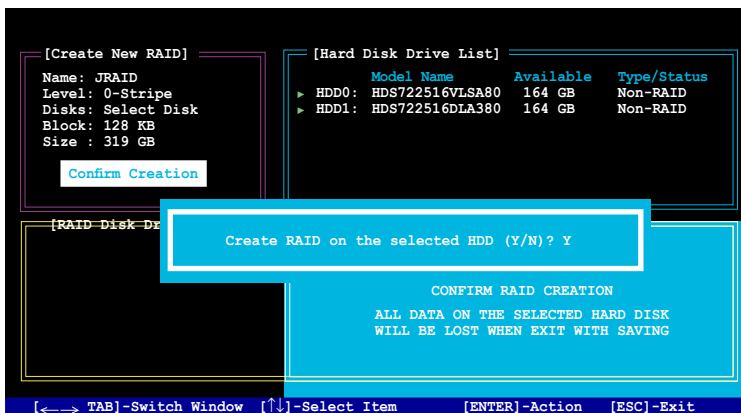 [Create New RAID]
Name: JRAID
Level: 0-Stripe
Disks: Select Disk
Block: 128 KB
Size : 319 GB
Confirm Creation
[Hard Disk Drive List]
Model Name Available Type/Status
HDD0: HDS722516VLSA80 164 GB Non-RAID
HDD1: HDS722516DLA380 164 GB Non-RAID
[RAID Disk Dr
Create RAID on the selected HDD (Y/N)? Y
CONFIRM RAID CREATION
ALL DATA ON THE SELECTED HARD DISK
WILL BE LOST WHEN EXIT WITH SAVING
[←→ TAB]-Switch Window [↑↓]-Select Item [ENTER]-Action [ESC]-Exit